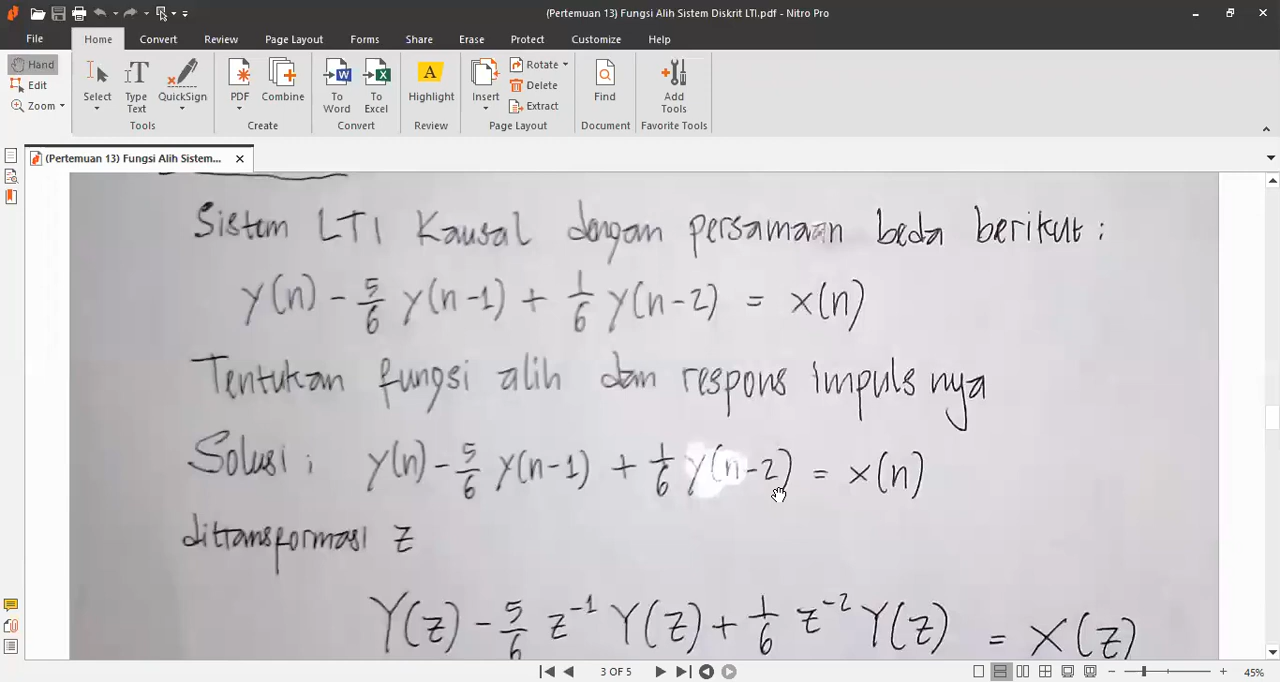 (Pertemuan 13) Fungsi Alih Sistem Diskrit LTI.pdf - Nitro Pro
File Home Convert Review Page Layout Forms Share Erase Protect Customize Help
Hand Edit Zoom
Select Type Text QuickSign
Tools
PDF Combine
Create
To Word To Excel
Convert
Highlight
Review
Insert Rotate Delete Extract
Page Layout
Find
Document
Add Tools
Favorite Tools
(Pertemuan 13) Fungsi Alih Sistem... ×
Sistem LTI Kausal dengan persamaan beda berikut :
y(n) - 5/6 y(n-1) + 1/6 y(n-2) = x(n)
Tentukan fungsi alih dan respons impuls nya
Solusi : y(n) - 5/6 y(n-1) + 1/6 y(n-2) = x(n)
ditransformasi z
Y(z) - 5/6 z⁻¹ Y(z) + 1/6 z⁻² Y(z) = X(z)
3 OF 5
45%